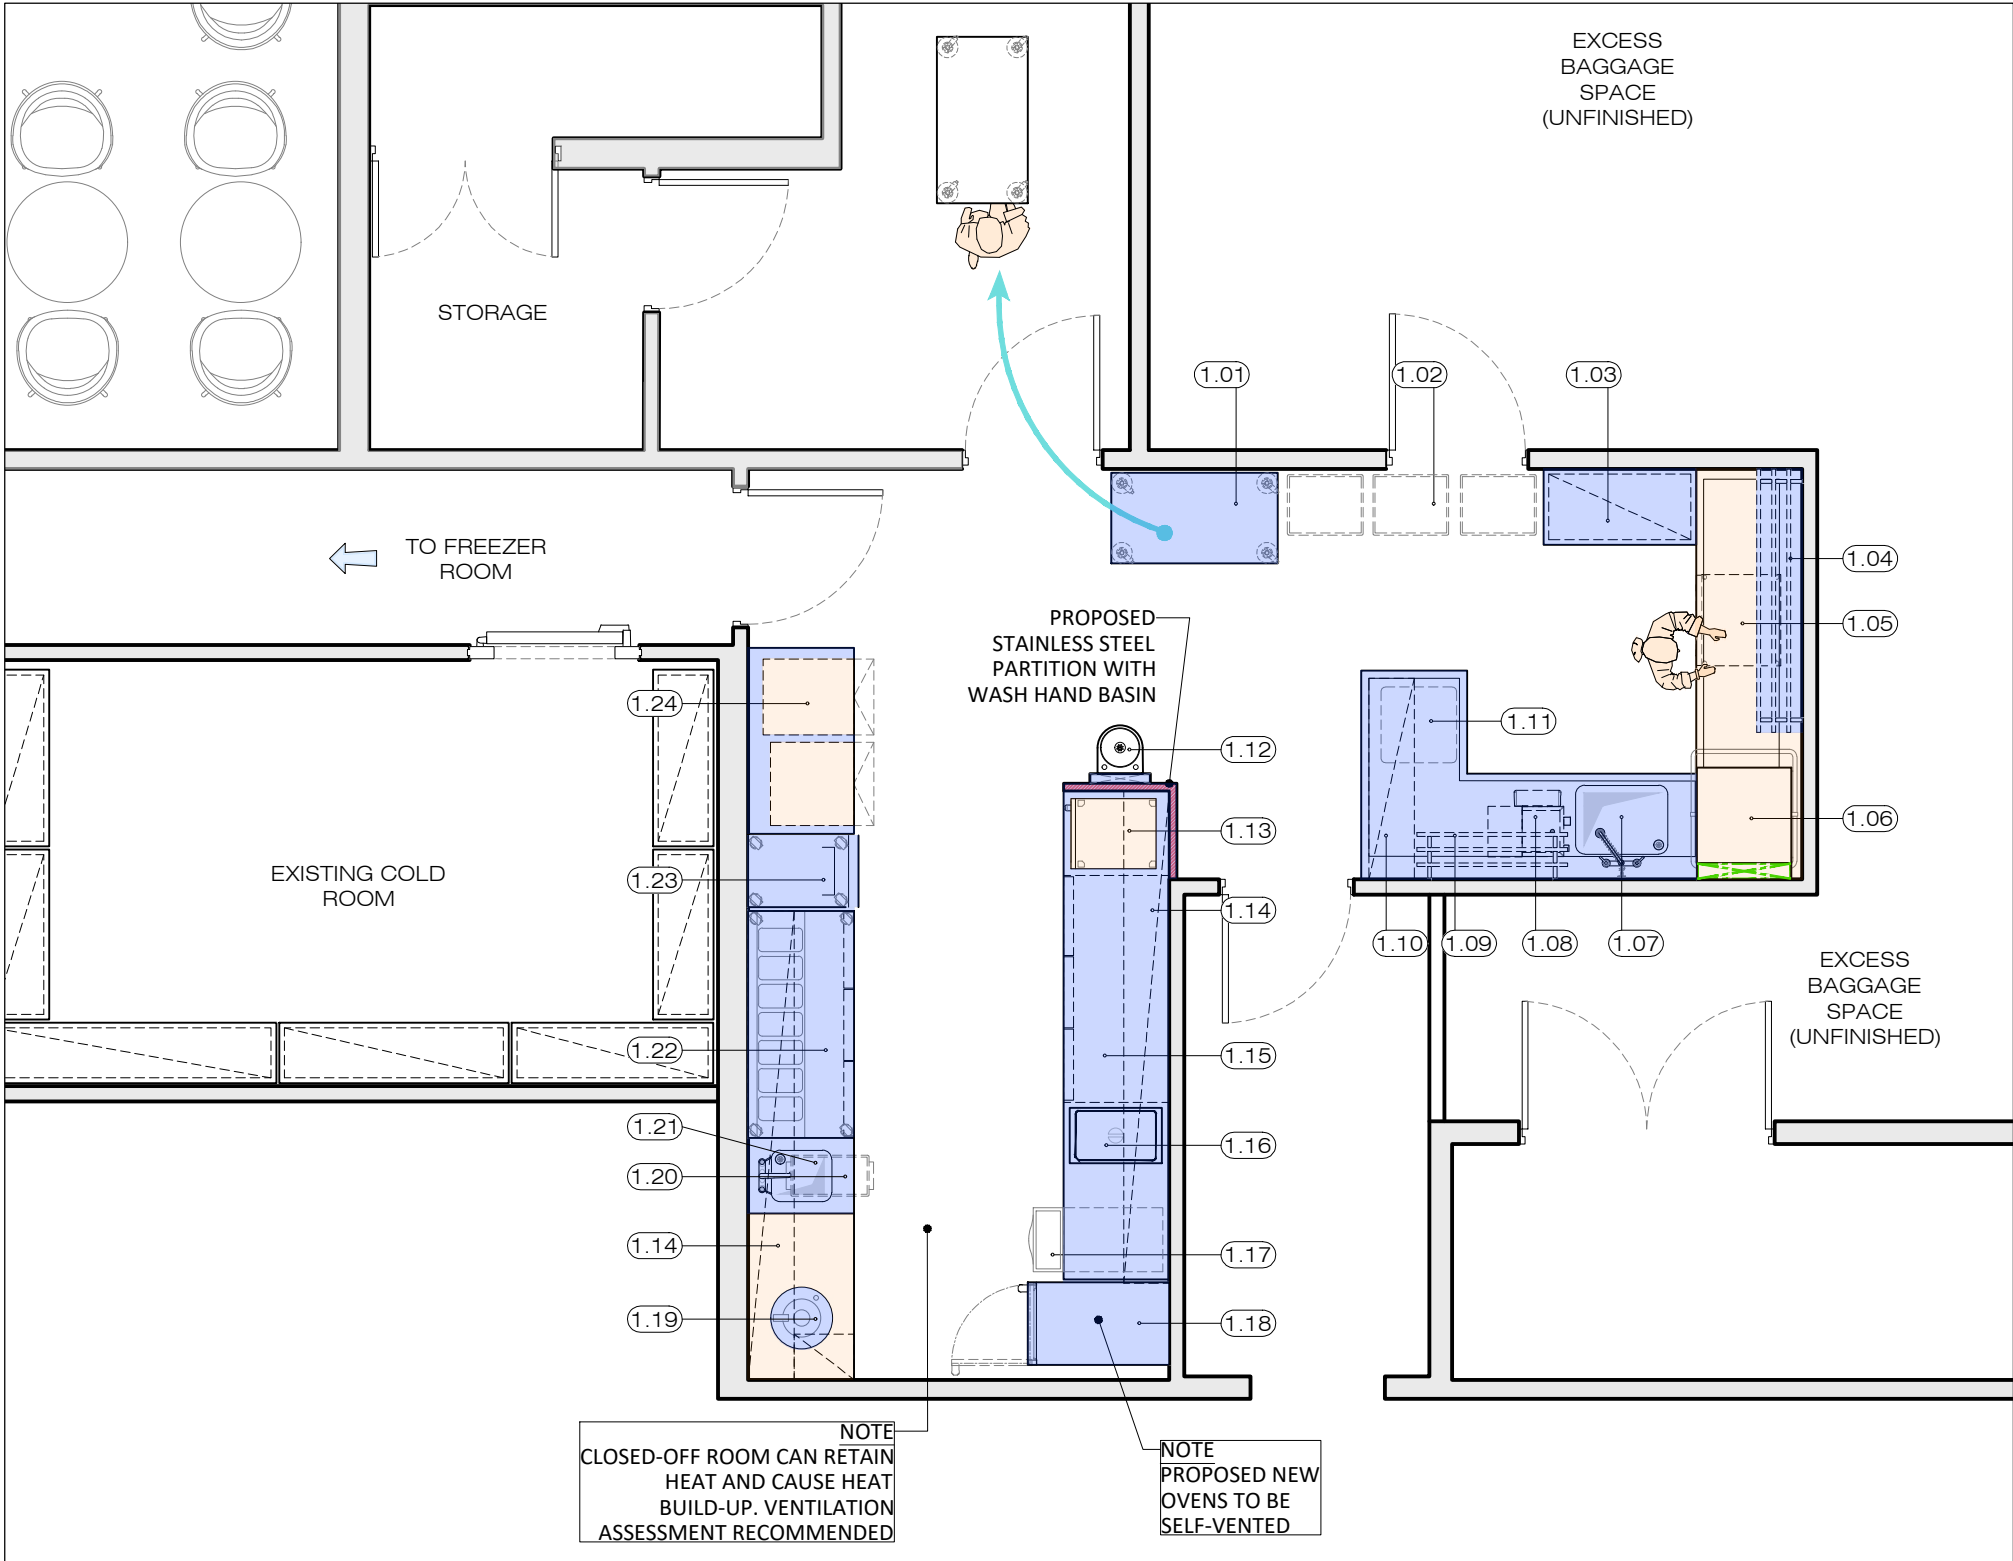 EXCESS
BAGGAGE
SPACE
(UNFINISHED)
STORAGE
1.01
1.02
1.03
TO FREEZER
ROOM
1.04
1.05
PROPOSED
STAINLESS STEEL
PARTITION WITH
WASH HAND BASIN
1.24
1.11
1.12
1.13
1.06
EXISTING COLD
ROOM
1.23
1.14
1.10
1.09
1.08
1.07
EXCESS
BAGGAGE
SPACE
(UNFINISHED)
1.22
1.15
1.21
1.16
1.20
1.14
1.17
1.19
1.18
NOTE
CLOSED-OFF ROOM CAN RETAIN
HEAT AND CAUSE HEAT
BUILD-UP. VENTILATION
ASSESSMENT RECOMMENDED
NOTE
PROPOSED NEW
OVENS TO BE
SELF-VENTED